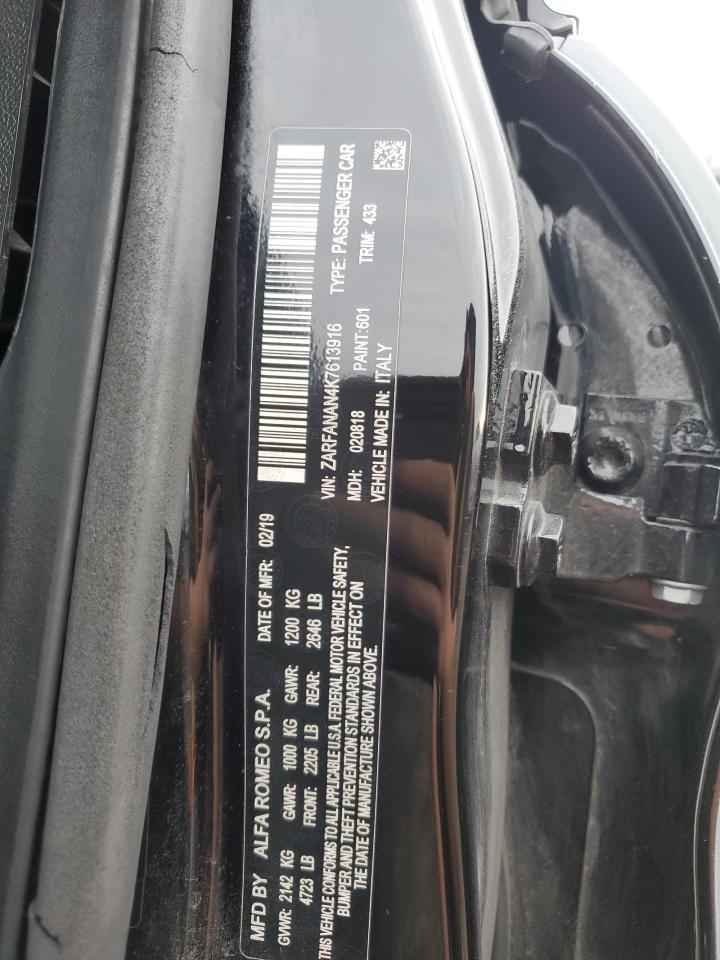 MFD BY ALFA ROMEO S.P.A. DATE OF MFR: 02/19
GVWR: 2142 KG GAWR: 1000 KG GAWR: 1200 KG
4723 LB FRONT: 2205 LB REAR: 2646 LB
THIS VEHICLE CONFORMS TO ALL APPLICABLE U.S.A. FEDERAL MOTOR VEHICLE SAFETY,
BUMPER AND THEFT PREVENTION STANDARDS IN EFFECT ON
THE DATE OF MANUFACTURE SHOWN ABOVE.
VIN: ZARFANAN4K7613916 TYPE: PASSENGER CAR
MDH: 020818 PAINT:601 TRIM: 433
VEHICLE MADE IN: ITALY